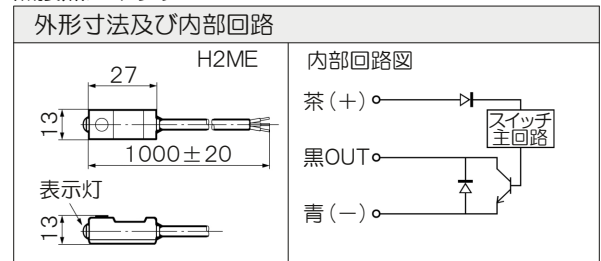 外形寸法及び内部回路
H2ME
27
13
1000±20
表示灯
13
内部回路図
茶(+)
スイッチ
主回路
黒OUT
青(−)